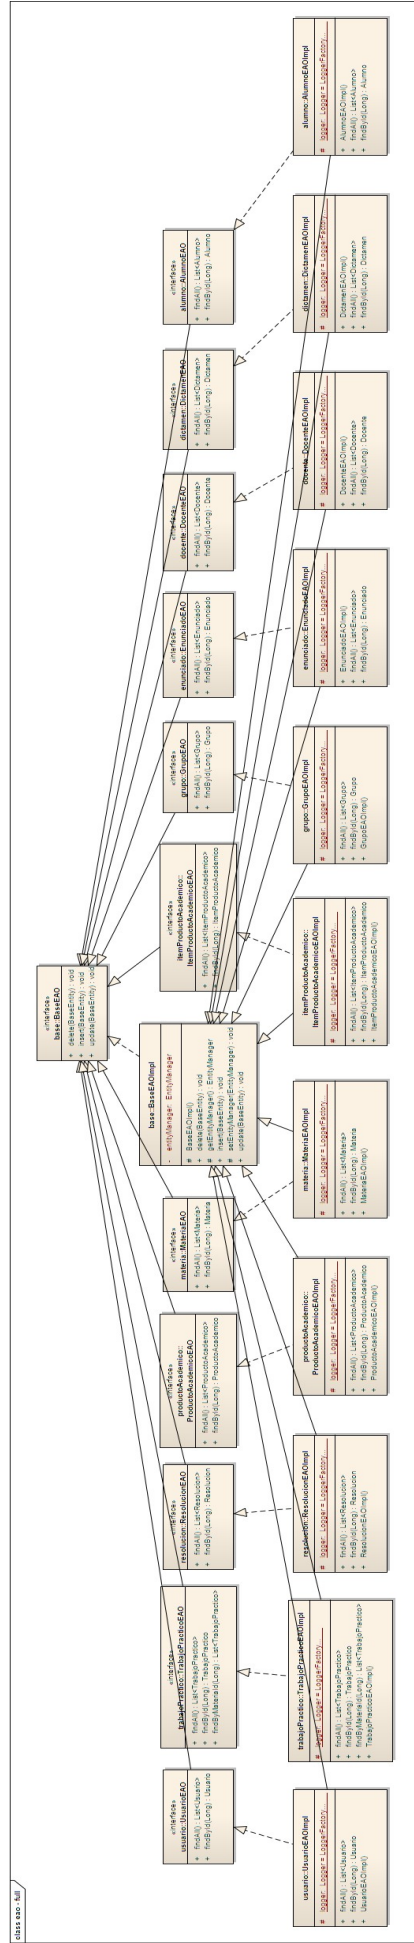 class eao - full
«interface»
base::BaseEAO
+ delete(BaseEntity) : void
+ insert(BaseEntity) : void
+ update(BaseEntity) : void
«interface»
usuario::UsuarioEAO
+ findAll() : List<Usuario>
+ findById(Long) : Usuario
«interface»
trabajoPractico::TrabajoPracticoEAO
+ findAll() : List<TrabajoPractico>
+ findById(Long) : TrabajoPractico
+ findByMateriaId(Long) : List<TrabajoPractico>
«interface»
resolucion::ResolucionEAO
+ findAll() : List<Resolucion>
+ findById(Long) : Resolucion
«interface»
productoAcademico::
ProductoAcademicoEAO
+ findAll() : List<ProductoAcademico>
+ findById(Long) : ProductoAcademico
«interface»
materia::MateriaEAO
+ findAll() : List<Materia>
+ findById(Long) : Materia
base::BaseEAOImpl
- entityManager: EntityManager
# BaseEAOImpl()
+ delete(BaseEntity) : void
# getEntityManager() : EntityManager
+ insert(BaseEntity) : void
# setEntityManager(EntityManager) : void
+ update(BaseEntity) : void
«interface»
itemProductoAcademico::
ItemProductoAcademicoEAO
+ findAll() : List<ItemProductoAcademico>
+ findById(Long) : ItemProductoAcademico
«interface»
grupo::GrupoEAO
+ findAll() : List<Grupo>
+ findById(Long) : Grupo
«interface»
enunciado::EnunciadoEAO
+ findAll() : List<Enunciado>
+ findById(Long) : Enunciado
«interface»
docente::DocenteEAO
+ findAll() : List<Docente>
+ findById(Long) : Docente
«interface»
dictamen::DictamenEAO
+ findAll() : List<Dictamen>
+ findById(Long) : Dictamen
«interface»
alumno::AlumnoEAO
+ findAll() : List<Alumno>
+ findById(Long) : Alumno
usuario::UsuarioEAOImpl
# logger: Logger = LoggerFactory....
+ findAll() : List<Usuario>
+ findById(Long) : Usuario
+ UsuarioEAOImpl()
trabajoPractico::TrabajoPracticoEAOImpl
# logger: Logger = LoggerFactory....
+ findAll() : List<TrabajoPractico>
+ findById(Long) : TrabajoPractico
+ findByMateriaId(Long) : List<TrabajoPractico>
+ TrabajoPracticoEAOImpl()
resolucion::ResolucionEAOImpl
# logger: Logger = LoggerFactory....
+ findAll() : List<Resolucion>
+ findById(Long) : Resolucion
+ ResolucionEAOImpl()
productoAcademico::
ProductoAcademicoEAOImpl
# logger: Logger = LoggerFactory....
+ findAll() : List<ProductoAcademico>
+ findById(Long) : ProductoAcademico
+ ProductoAcademicoEAOImpl()
materia::MateriaEAOImpl
# logger: Logger = LoggerFactory....
+ findAll() : List<Materia>
+ findById(Long) : Materia
+ MateriaEAOImpl()
itemProductoAcademico::
ItemProductoAcademicoEAOImpl
# logger: Logger = LoggerFactory....
+ findAll() : List<ItemProductoAcademico>
+ findById(Long) : ItemProductoAcademico
+ ItemProductoAcademicoEAOImpl()
grupo::GrupoEAOImpl
# logger: Logger = LoggerFactory....
+ findAll() : List<Grupo>
+ findById(Long) : Grupo
+ GrupoEAOImpl()
enunciado::EnunciadoEAOImpl
# logger: Logger = LoggerFactory....
+ EnunciadoEAOImpl()
+ findAll() : List<Enunciado>
+ findById(Long) : Enunciado
docente::DocenteEAOImpl
# logger: Logger = LoggerFactory....
+ DocenteEAOImpl()
+ findAll() : List<Docente>
+ findById(Long) : Docente
dictamen::DictamenEAOImpl
# logger: Logger = LoggerFactory....
+ DictamenEAOImpl()
+ findAll() : List<Dictamen>
+ findById(Long) : Dictamen
alumno::AlumnoEAOImpl
# logger: Logger = LoggerFactory....
+ AlumnoEAOImpl()
+ findAll() : List<Alumno>
+ findById(Long) : Alumno